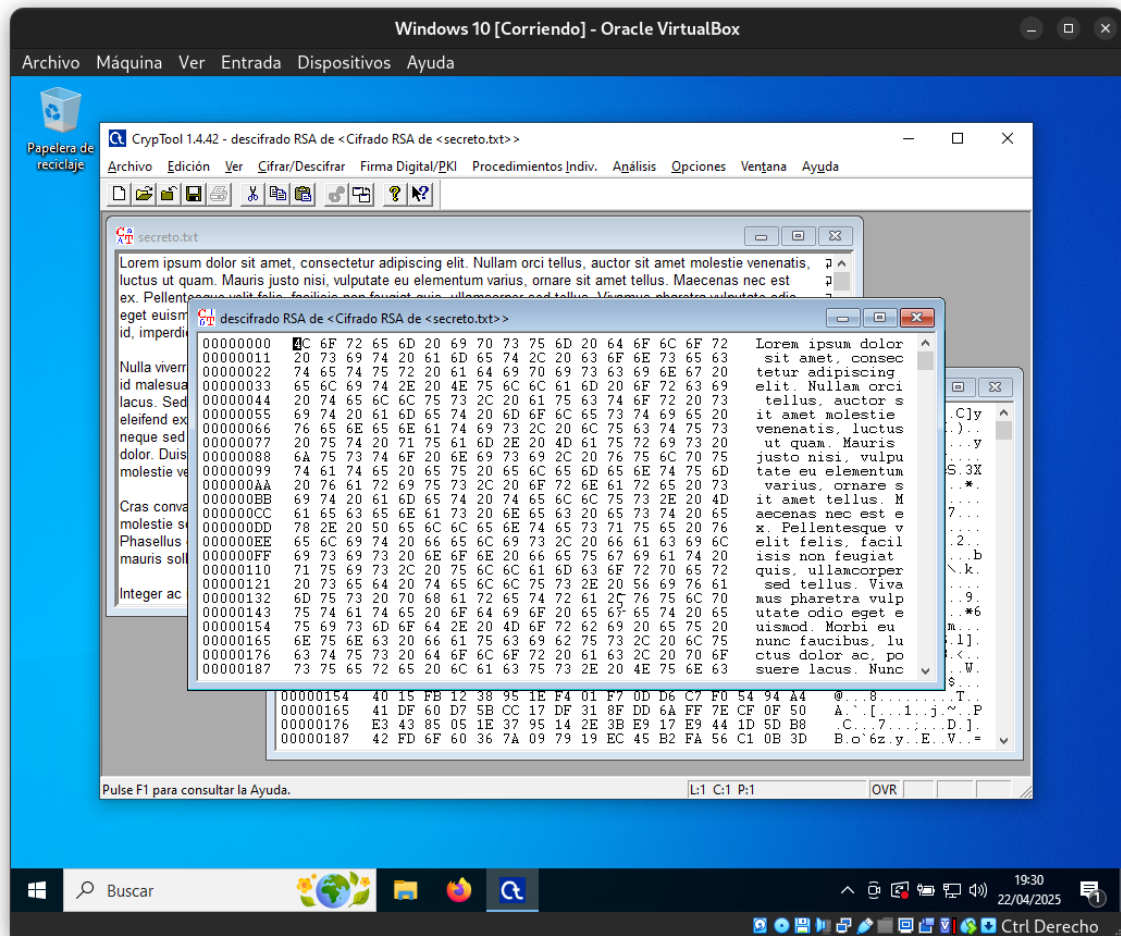 Windows 10 [Corriendo] - Oracle VirtualBox
Archivo Máquina Ver Entrada Dispositivos Ayuda
Papelera de
reciclaje
CrypTool 1.4.42 - descifrado RSA de <Cifrado RSA de <secreto.txt>>
Archivo Edición Ver Cifrar/Descifrar Firma Digital/PKI Procedimientos Indiv. Análisis Opciones Ventana Ayuda
secreto.txt
Lorem ipsum dolor sit amet, consectetur adipiscing elit. Nullam orci tellus, auctor sit amet molestie venenatis,
luctus ut quam. Mauris justo nisi, vulputate eu elementum varius, ornare sit amet tellus. Maecenas nec est
ex. Pellentesque velit felis, facilisis non feugiat quis, ullamcorper sed tellus. Vivamus pharetra vulputate odio
eget euism
id, imperdie
Nulla viverr
id malesua
lacus. Sed
eleifend ex
neque sed
dolor. Duis
molestie ve
Cras conva
molestie se
Phasellus
mauris soll
Integer ac
descifrado RSA de <Cifrado RSA de <secreto.txt>>
00000000 4C 6F 72 65 6D 20 69 70 73 75 6D 20 64 6F 6C 6F 72 Lorem ipsum dolor
00000011 20 73 69 74 20 61 6D 65 74 2C 20 63 6F 6E 73 65 63 sit amet, consec
00000022 74 65 74 75 72 20 61 64 69 70 69 73 63 69 6E 67 20 tetur adipiscing
00000033 65 6C 69 74 2E 20 4E 75 6C 6C 61 6D 20 6F 72 63 69 elit. Nullam orci
00000044 20 74 65 6C 6C 75 73 2C 20 61 75 63 74 6F 72 20 73 tellus, auctor s
00000055 69 74 20 61 6D 65 74 20 6D 6F 6C 65 73 74 69 65 20 it amet molestie
00000066 76 65 6E 65 6E 61 74 69 73 2C 20 6C 75 63 74 75 73 venenatis, luctus
00000077 20 75 74 20 71 75 61 6D 2E 20 4D 61 75 72 69 73 20 ut quam. Mauris
00000088 6A 75 73 74 6F 20 6E 69 73 69 2C 20 76 75 6C 70 75 justo nisi, vulpu
00000099 74 61 74 65 20 65 75 20 65 6C 65 6D 65 6E 74 75 6D tate eu elementum
000000AA 20 76 61 72 69 75 73 2C 20 6F 72 6E 61 72 65 20 73 varius, ornare s
000000BB 69 74 20 61 6D 65 74 20 74 65 6C 6C 75 73 2E 20 4D it amet tellus. M
000000CC 61 65 63 65 6E 61 73 20 6E 65 63 20 65 73 74 20 65 aecenas nec est e
000000DD 78 2E 20 50 65 6C 6C 65 6E 74 65 73 71 75 65 20 76 x. Pellentesque v
000000EE 65 6C 69 74 20 66 65 6C 69 73 2C 20 66 61 63 69 6C elit felis, facil
000000FF 69 73 69 73 20 6E 6F 6E 20 66 65 75 67 69 61 74 20 isis non feugiat
00000110 71 75 69 73 2C 20 75 6C 6C 61 6D 63 6F 72 70 65 72 quis, ullamcorper
00000121 20 73 65 64 20 74 65 6C 6C 75 73 2E 20 56 69 76 61 sed tellus. Viva
00000132 6D 75 73 20 70 68 61 72 65 74 72 61 20 76 75 6C 70 mus pharetra vulp
00000143 75 74 61 74 65 20 6F 64 69 6F 20 65 67 65 74 20 65 utate odio eget e
00000154 75 69 73 6D 6F 64 2E 20 4D 6F 72 62 69 20 65 75 20 uismod. Morbi eu
00000165 6E 75 6E 63 20 66 61 75 63 69 62 75 73 2C 20 6C 75 nunc faucibus, lu
00000176 63 74 75 73 20 64 6F 6C 6F 72 20 61 63 2C 20 70 6F ctus dolor ac, po
00000187 73 75 65 72 65 20 6C 61 63 75 73 2E 20 4E 75 6E 63 suere lacus. Nunc
00000154 40 15 FB 12 38 95 1E F4 01 F7 0D D6 C7 F0 54 94 A4 @...8.........T..
00000165 41 DF 60 D7 5B CC 17 DF 31 8F DD 6A FF 7E CF 0F 50 A.`.[...1..j.~..P
00000176 E3 43 85 05 1E 37 95 14 2E 3B E9 17 E9 44 1D 5D B8 .C...7...;...D.].
00000187 42 FD 6F 60 36 7A 09 79 19 EC 45 B2 FA 56 C1 0B 3D B.o`6z.y..E..V..=
Pulse F1 para consultar la Ayuda.
L:1 C:1 P:1
OVR
Buscar
19:30
22/04/2025
1
Ctrl Derecho